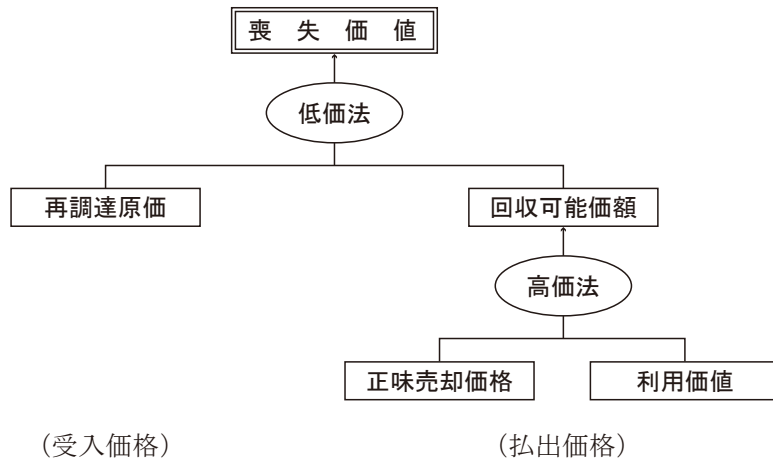 喪失価値
低価法
再調達原価
回収可能価額
高価法
正味売却価格
利用価値
（受入価格）
（払出価格）